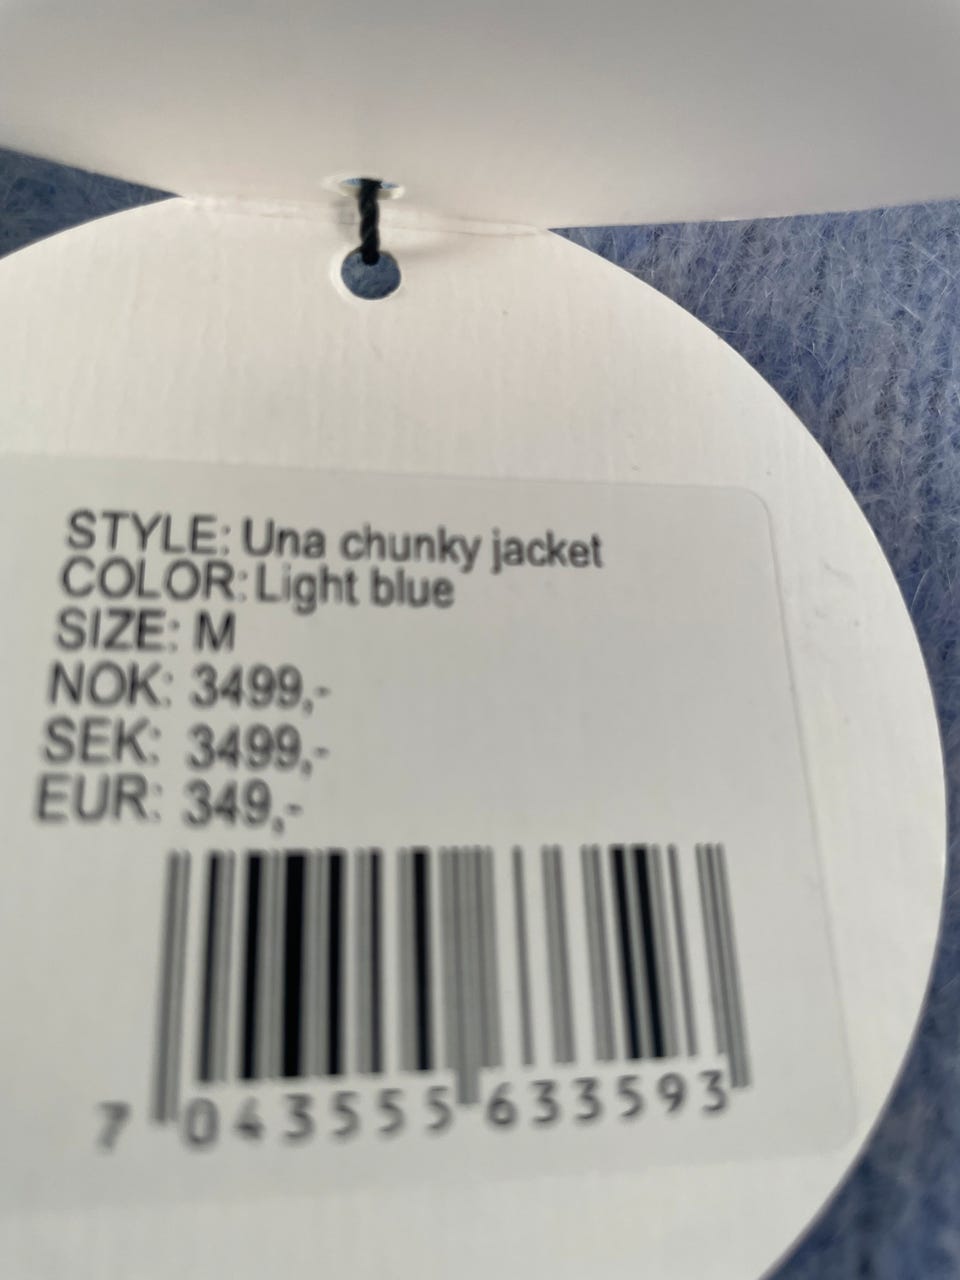 STYLE: Una chunky jacket
COLOR: Light blue
SIZE: M
NOK: 3499,-
SEK: 3499,-
EUR: 349,-
7 043555 633593